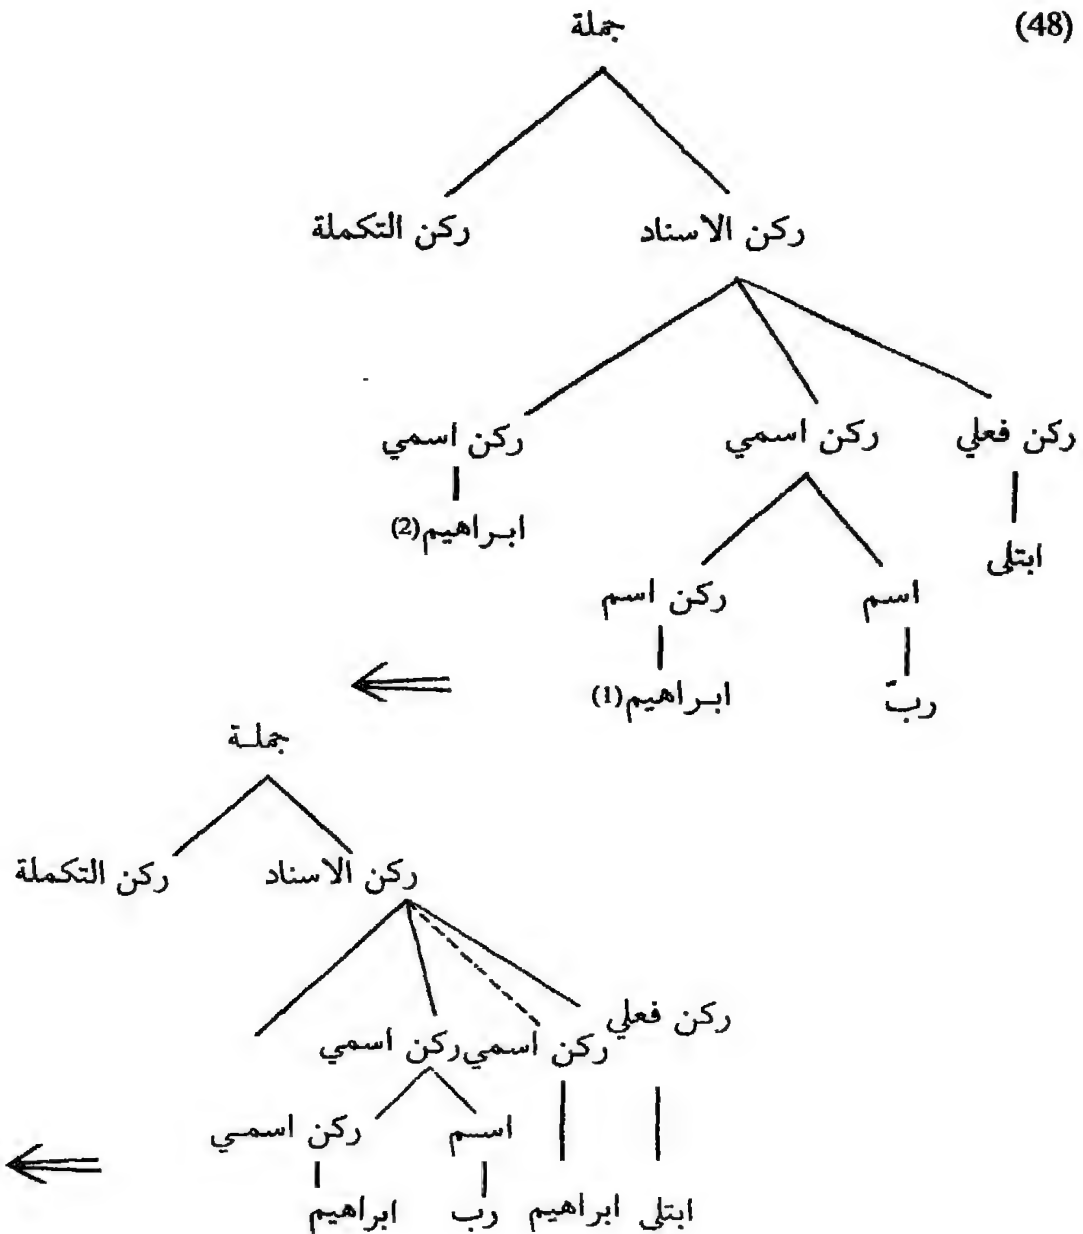 (48)
جملة
ركن الاسناد ركن التكملة
ركن فعلي ركن اسمي ركن اسمي
ابتلى ابراهيم(2)
اسم ركن اسم
ربّ ابراهيم(1)
جملة
ركن الاسناد ركن التكملة
ركن فعلي
ركن اسمي ركن اسمي
اسم ركن اسمي
ابتلى ابراهيم رب ابراهيم